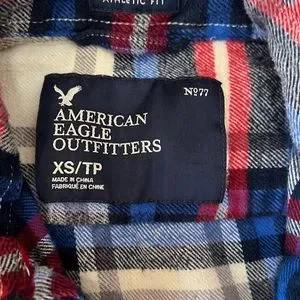 ATHLETIC FIT
Nº77
AMERICAN
EAGLE
OUTFITTERS
XS/TP
MADE IN CHINA
FABRIQUÉ EN CHINE